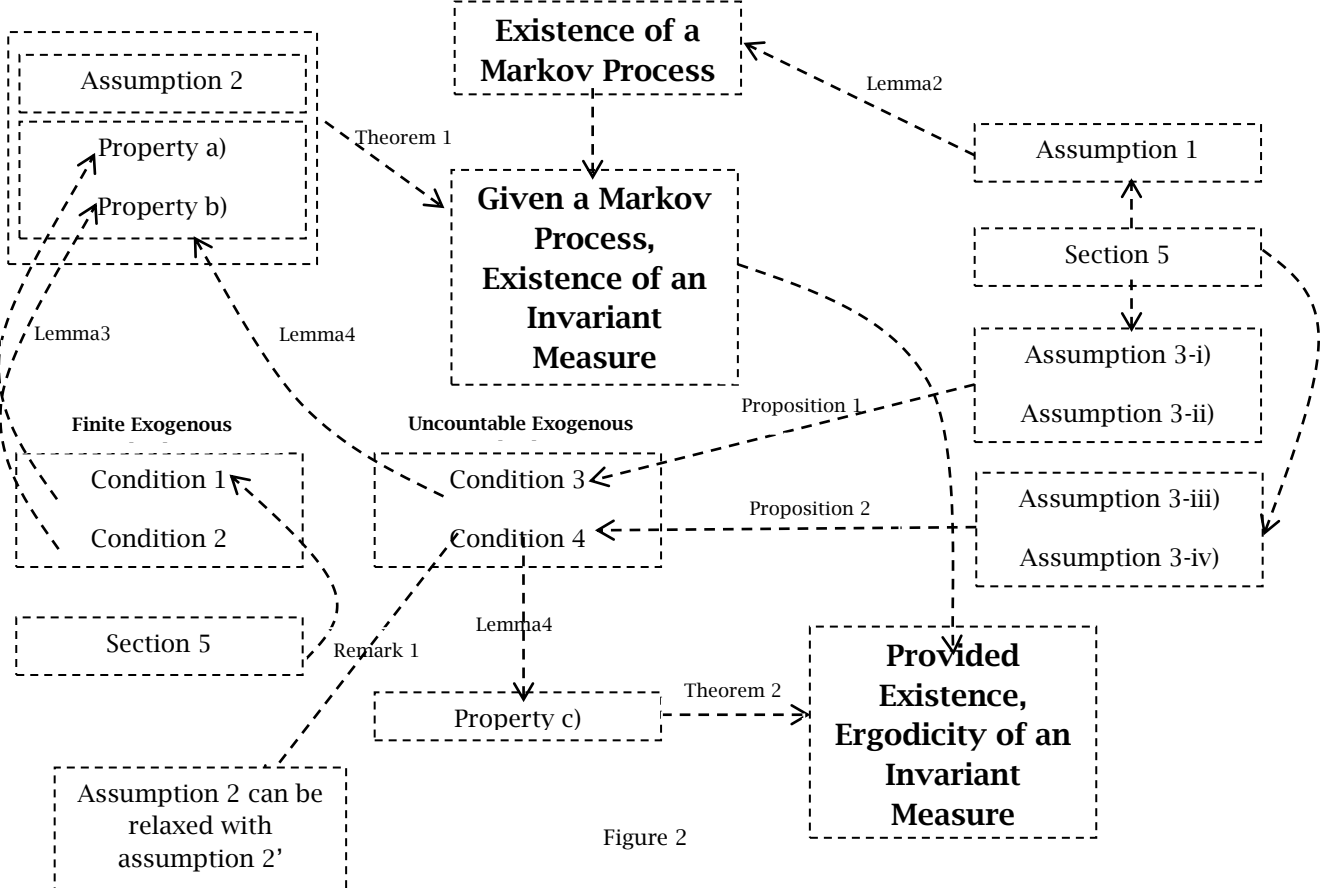 Existence of a
Markov Process
Assumption 2
Property a)
Property b)
Theorem 1
Lemma2
Assumption 1
Section 5
Given a Markov
Process,
Existence of an
Invariant
Measure
Assumption 3-i)
Assumption 3-ii)
Lemma3
Lemma4
Proposition 1
Finite Exogenous
Uncountable Exogenous
Condition 1
Condition 2
Condition 3
Condition 4
Proposition 2
Assumption 3-iii)
Assumption 3-iv)
Section 5
Remark 1
Lemma4
Property c)
Theorem 2
Provided
Existence,
Ergodicity of an
Invariant
Measure
Assumption 2 can be
relaxed with
assumption 2’
Figure 2